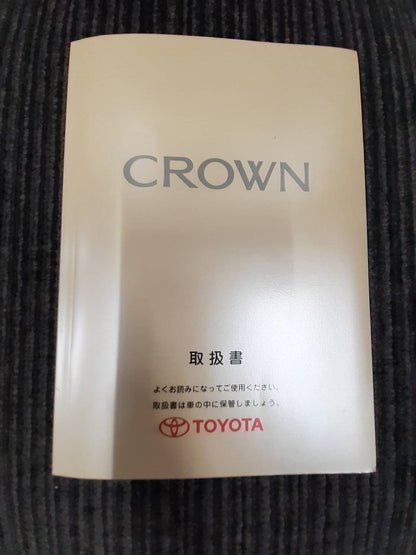 CROWN
取扱書
よくお読みになってご使用ください。
取扱書は車の中に保管しましょう。
TOYOTA